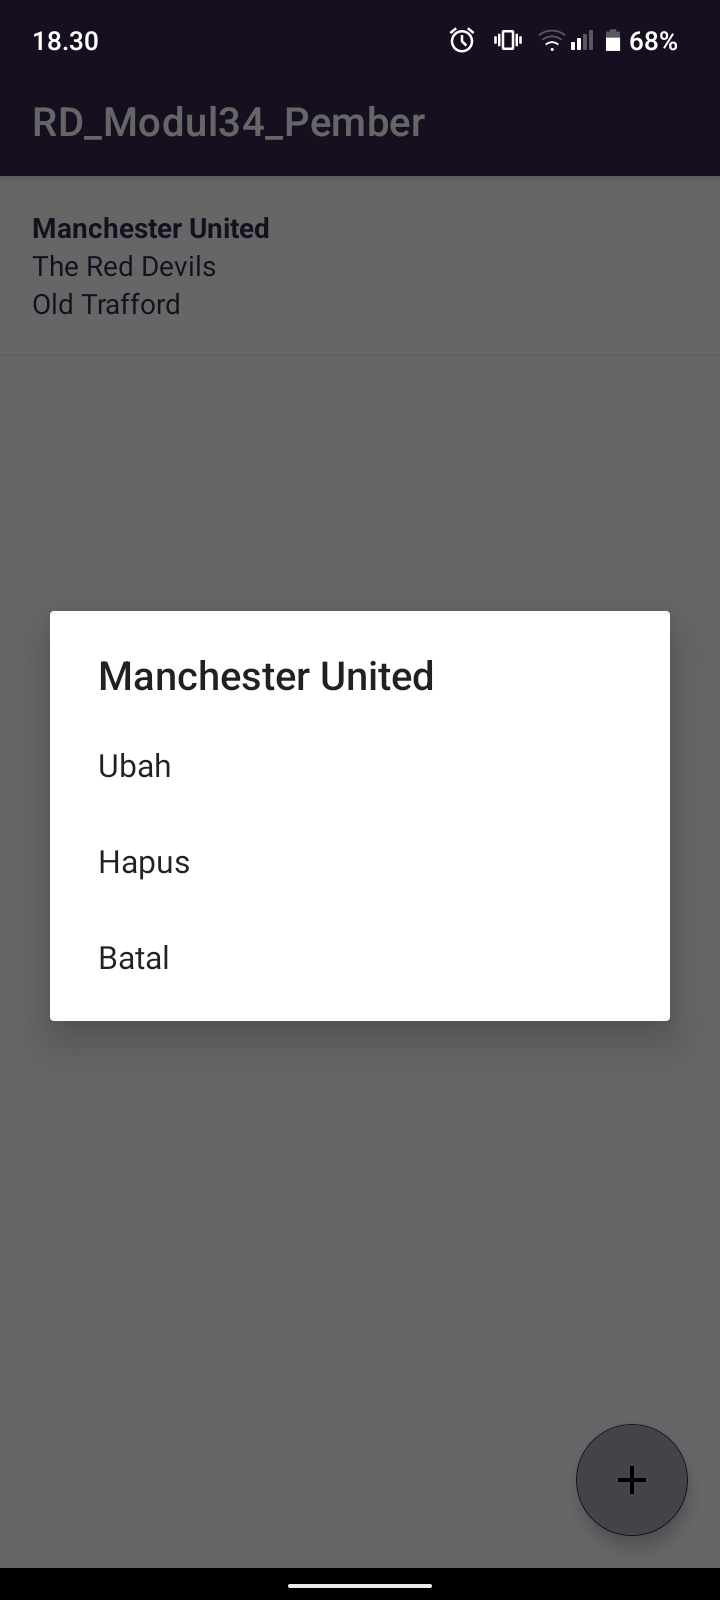 18.30
68%
RD_Modul34_Pember
Manchester United
The Red Devils
Old Trafford
Manchester United
Ubah
Hapus
Batal
+